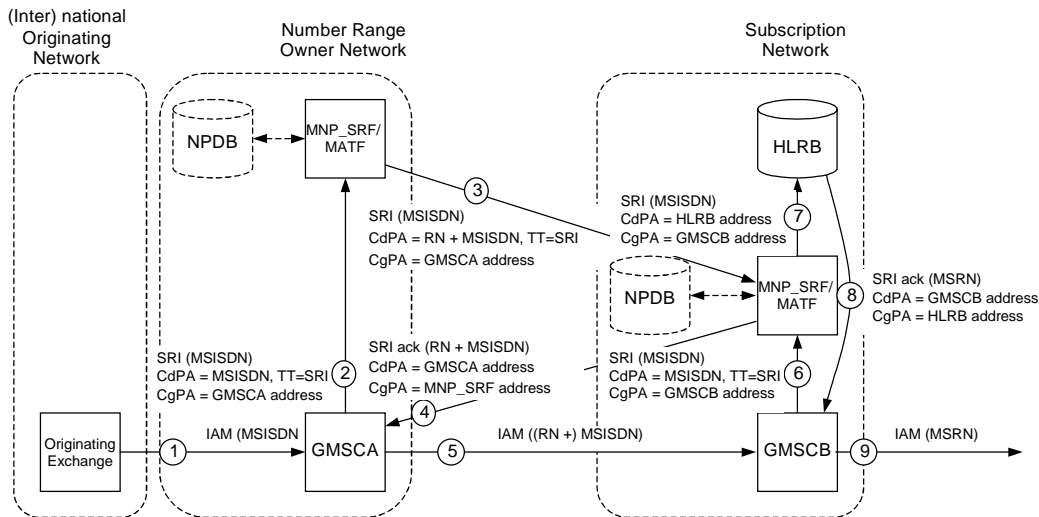 (Inter) national
Originating
Network
Number Range
Owner Network
Subscription
Network
NPDB
MNP_SRF/
MATF
HLRB
3
SRI (MSISDN)
CdPA = RN + MSISDN, TT=SRI
CgPA = GMSCA address
SRI (MSISDN)
CdPA = HLRB address
CgPA = GMSCB address
7
NPDB
MNP_SRF/
MATF
8
SRI ack (MSRN)
CdPA = GMSCB address
CgPA = HLRB address
SRI (MSISDN)
CdPA = MSISDN, TT=SRI
CgPA = GMSCA address
2
SRI ack (RN + MSISDN)
CdPA = GMSCA address
CgPA = MNP_SRF address
4
SRI (MSISDN)
CdPA = MSISDN, TT=SRI
CgPA = GMSCB address
6
Originating
Exchange
1
IAM (MSISDN
GMSCA
5
IAM ((RN +) MSISDN)
GMSCB
9
IAM (MSRN)